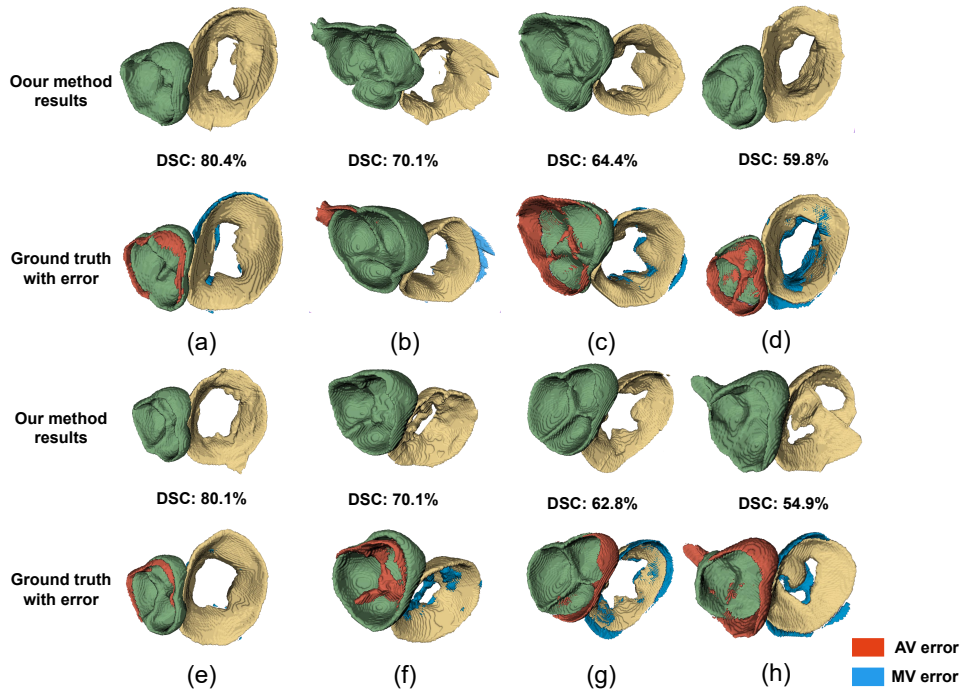 Oour method
results
DSC: 80.4%
DSC: 70.1%
DSC: 64.4%
DSC: 59.8%
Ground truth
with error
(a)
(b)
(c)
(d)
Our method
results
DSC: 80.1%
DSC: 70.1%
DSC: 62.8%
DSC: 54.9%
Ground truth
with error
(e)
(f)
(g)
(h)
AV error
MV error